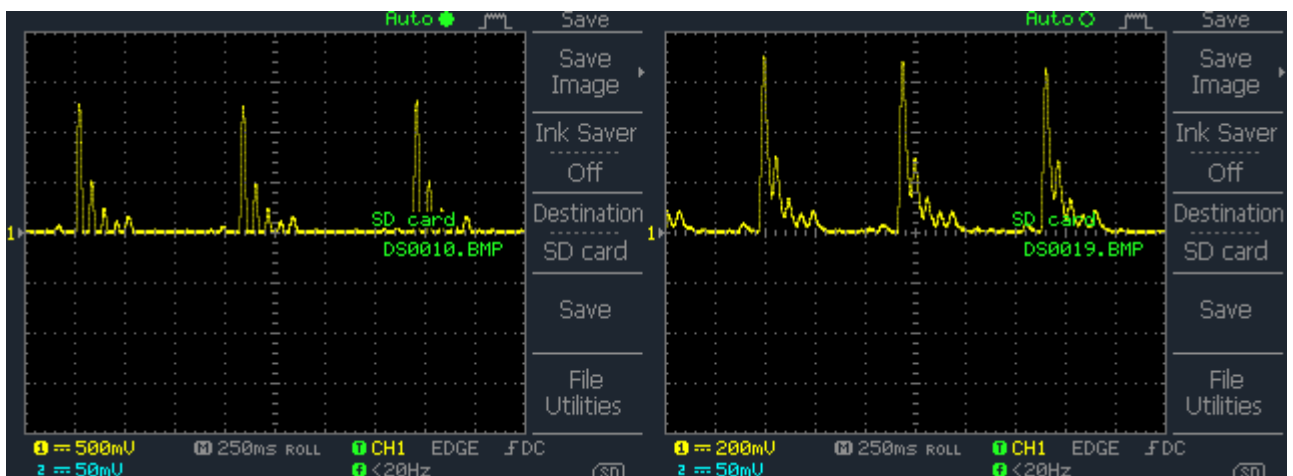 Auto Save
Save
Image
Ink Saver
Off
Destination
SD card
Save
File
Utilities
SD card
DS0010.BMP
1
1 500mV M 250ms ROLL T CH1 EDGE DC
2 50mV f <20Hz SD
Auto Save
Save
Image
Ink Saver
Off
Destination
SD card
Save
File
Utilities
SD card
DS0019.BMP
1
1 200mV M 250ms ROLL T CH1 EDGE DC
2 50mV f <20Hz SD